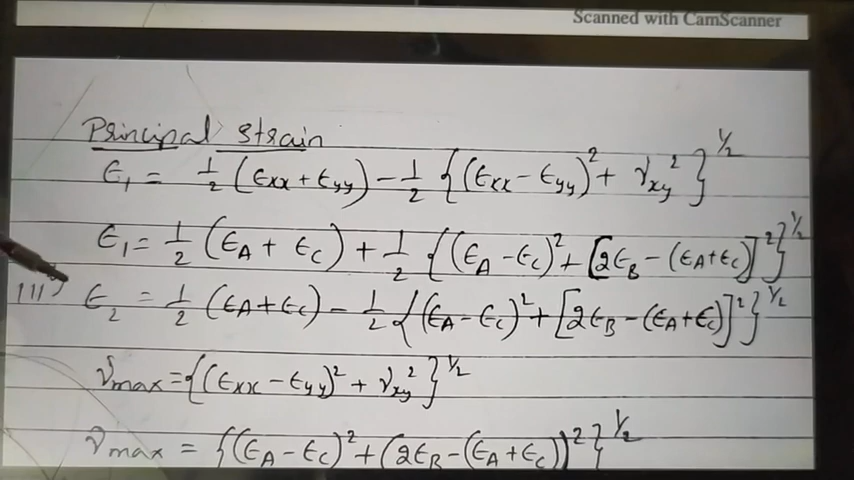 Scanned with CamScanner
Principal strain
ϵ₁ = 1/2 (ϵxx + ϵyy) - 1/2 {(ϵxx - ϵyy)² + γxy²}^1/2
ϵ₁ = 1/2 (ϵA + ϵC) + 1/2 {(ϵA - ϵC)² + [2ϵB - (ϵA+ϵC)]²}^1/2
|||ly ϵ₂ = 1/2 (ϵA+ϵC) - 1/2 {(ϵA - ϵC)² + [2ϵB - (ϵA+ϵC)]²}^1/2
γmax = {(ϵxx - ϵyy)² + γxy²}^1/2
γmax = {(ϵA - ϵC)² + (2ϵB - (ϵA+ϵC))²}^1/2